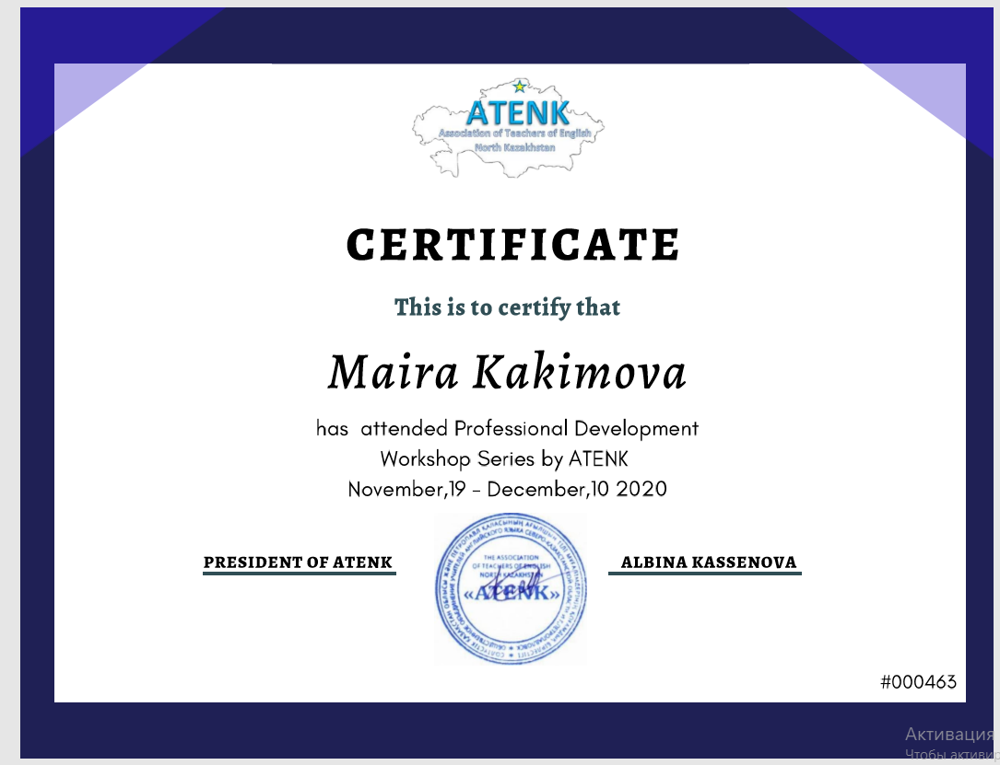 ATENK
Association of Teachers of English
North Kazakhstan
CERTIFICATE
This is to certify that
Maira Kakimova
has attended Professional Development
Workshop Series by ATENK
November,19 - December,10 2020
PRESIDENT OF ATENK
THE ASSOCIATION
OF TEACHERS OF ENGLISH
NORTH KAZAKHSTAN
«ATENK»
ALBINA KASSENOVA
#000463
Активация
Чтобы активир